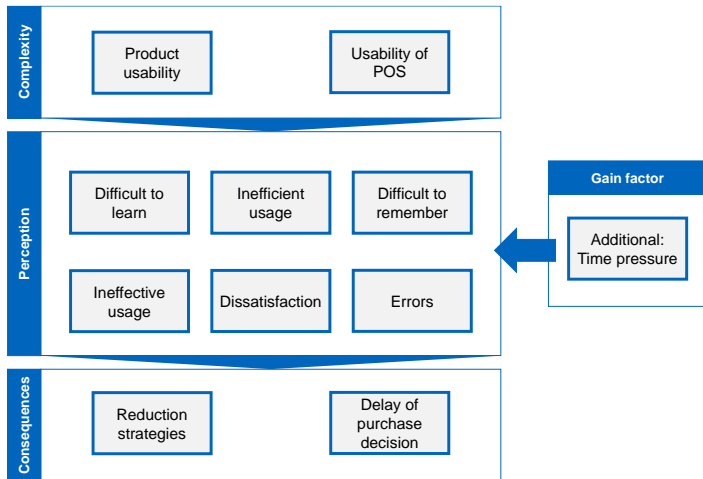 Complexity
Product
usability
Usability of
POS
Perception
Difficult to
learn
Inefficient
usage
Difficult to
remember
Ineffective
usage
Dissatisfaction
Errors
Gain factor
Additional:
Time pressure
Consequences
Reduction
strategies
Delay of
purchase
decision